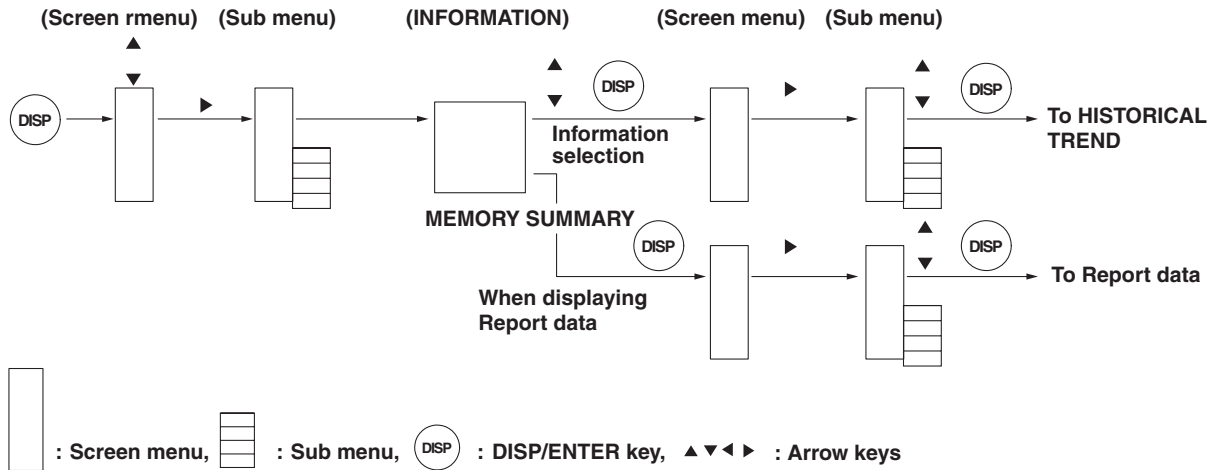 (Screen rmenu) (Sub menu) (INFORMATION) (Screen menu) (Sub menu)
DISP DISP DISP
Information
selection
To HISTORICAL
TREND
MEMORY SUMMARY
DISP DISP
When displaying
Report data
To Report data
: Screen menu, : Sub menu, DISP : DISP/ENTER key, ▲ ▼ ◀ ▶ : Arrow keys